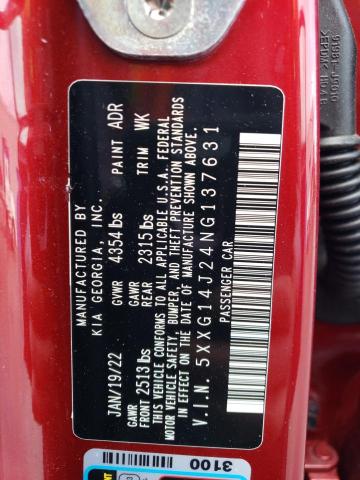 MANUFACTURED BY
KIA GEORGIA, INC.
JAN/19/22 GVWR 4354 lbs PAINT ADR
GAWR FRONT 2513 lbs GAWR REAR 2315 lbs TRIM WK
THIS VEHICLE CONFORMS TO ALL APPLICABLE U.S.A. FEDERAL
MOTOR VEHICLE SAFETY, BUMPER, AND THEFT PREVENTION STANDARDS
IN EFFECT ON THE DATE OF MANUFACTURE SHOWN ABOVE.
V.I.N. 5XXG14J24NG137631
PASSENGER CAR
3100